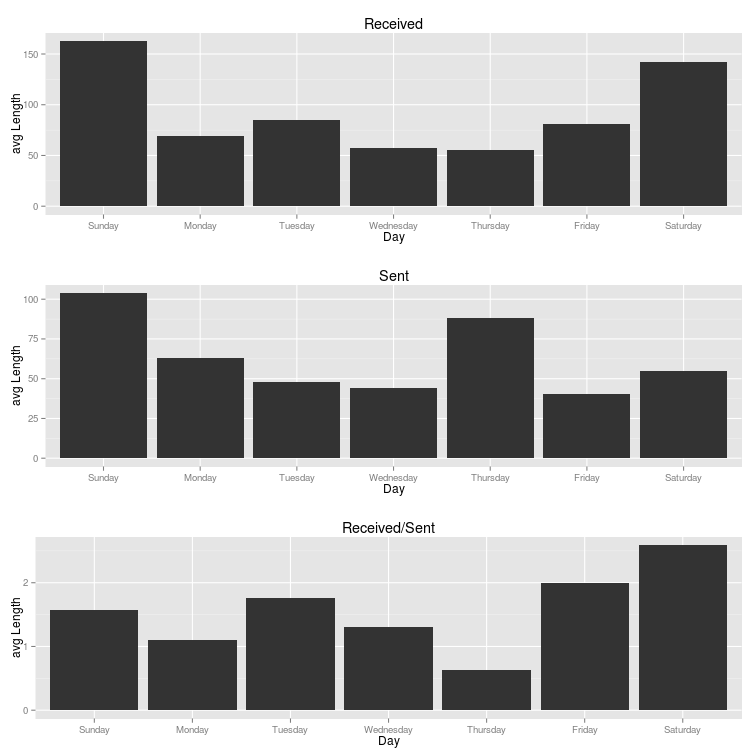 Received
avg Length
150
100
50
0
Sunday Monday Tuesday Wednesday Thursday Friday Saturday
Day
Sent
avg Length
100
75
50
25
0
Sunday Monday Tuesday Wednesday Thursday Friday Saturday
Day
Received/Sent
avg Length
2
1
0
Sunday Monday Tuesday Wednesday Thursday Friday Saturday
Day